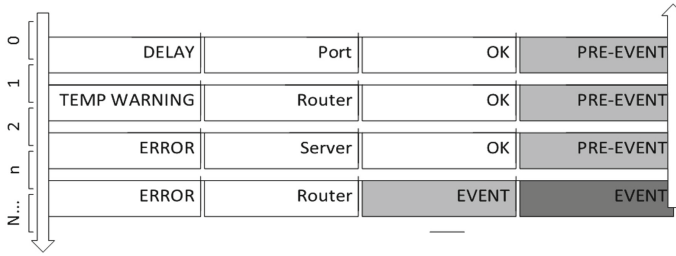 0 DELAY Port OK PRE-EVENT
1 TEMP WARNING Router OK PRE-EVENT
2 ERROR Server OK PRE-EVENT
n ERROR Router EVENT EVENT
N...